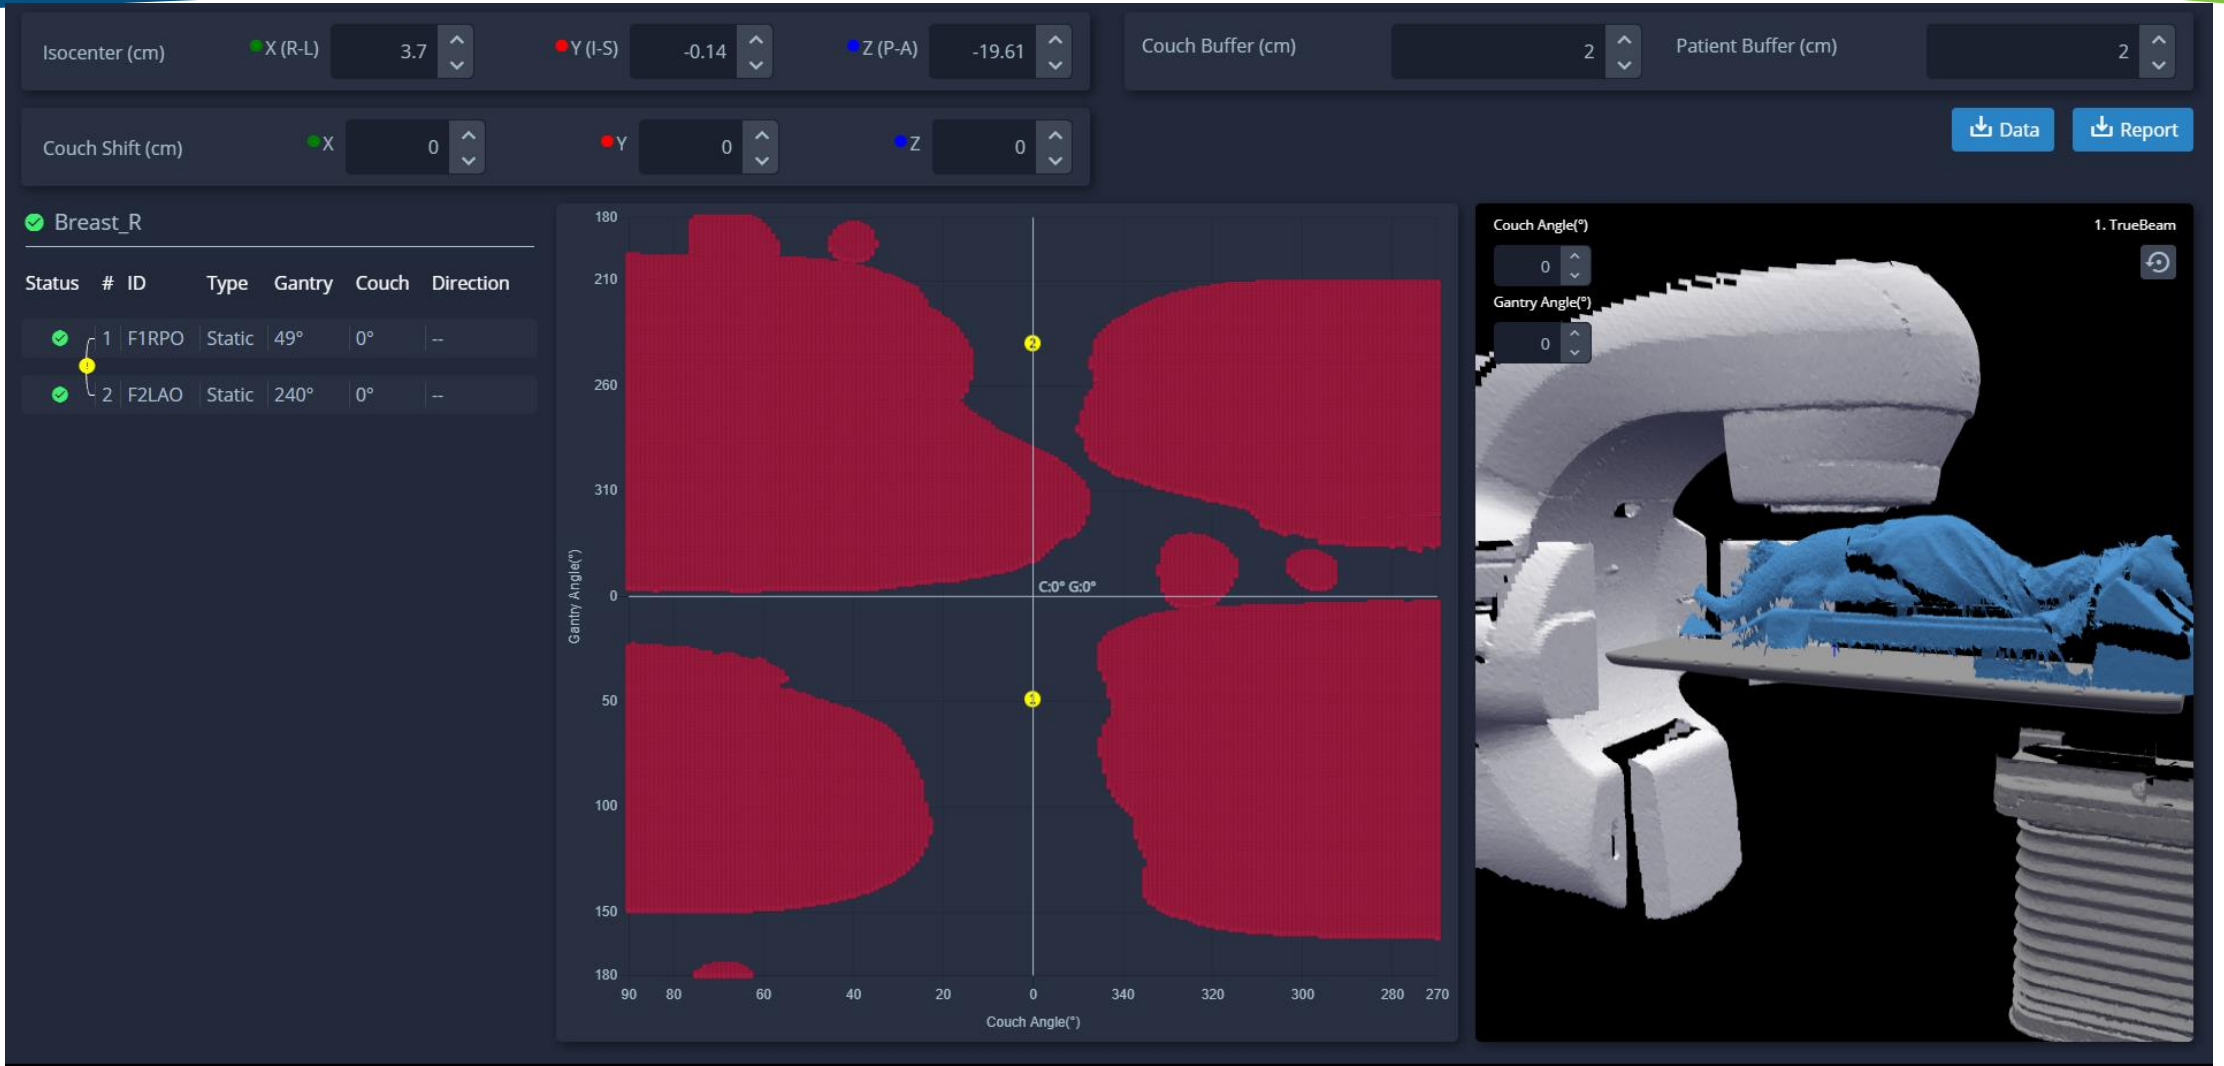 Isocenter (cm) X (R-L) 3.7 Y (I-S) -0.14 Z (P-A) -19.61 Couch Buffer (cm) 2 Patient Buffer (cm) 2
Couch Shift (cm) X 0 Y 0 Z 0 Data Report
Breast_R
Status # ID Type Gantry Couch Direction
1 F1RPO Static 49° 0° --
!
2 F2LAO Static 240° 0° --
180
210
260
310
0
50
100
150
180
Gantry Angle(°)
2
C:0° G:0°
1
90 80 60 40 20 0 340 320 300 280 270
Couch Angle(°)
Couch Angle(°) 1. TrueBeam
0
Gantry Angle(°)
0